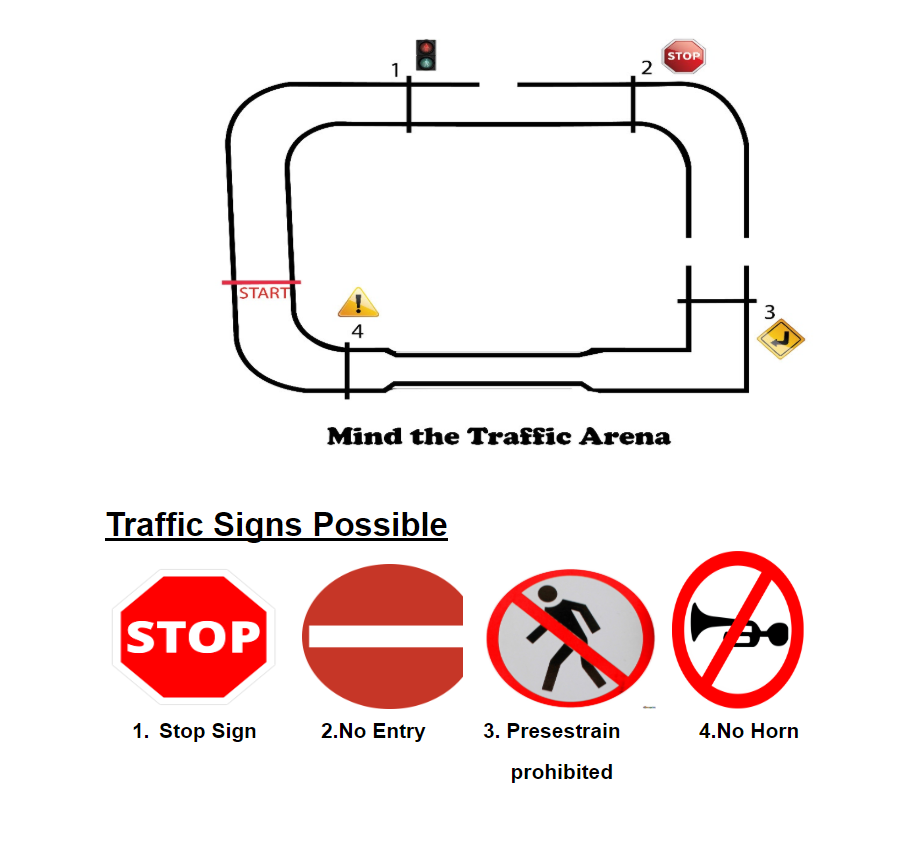 1
2 STOP
START
3
4
Mind the Traffic Arena
Traffic Signs Possible
STOP
1. Stop Sign
2.No Entry
3. Presestrain
prohibited
4.No Horn